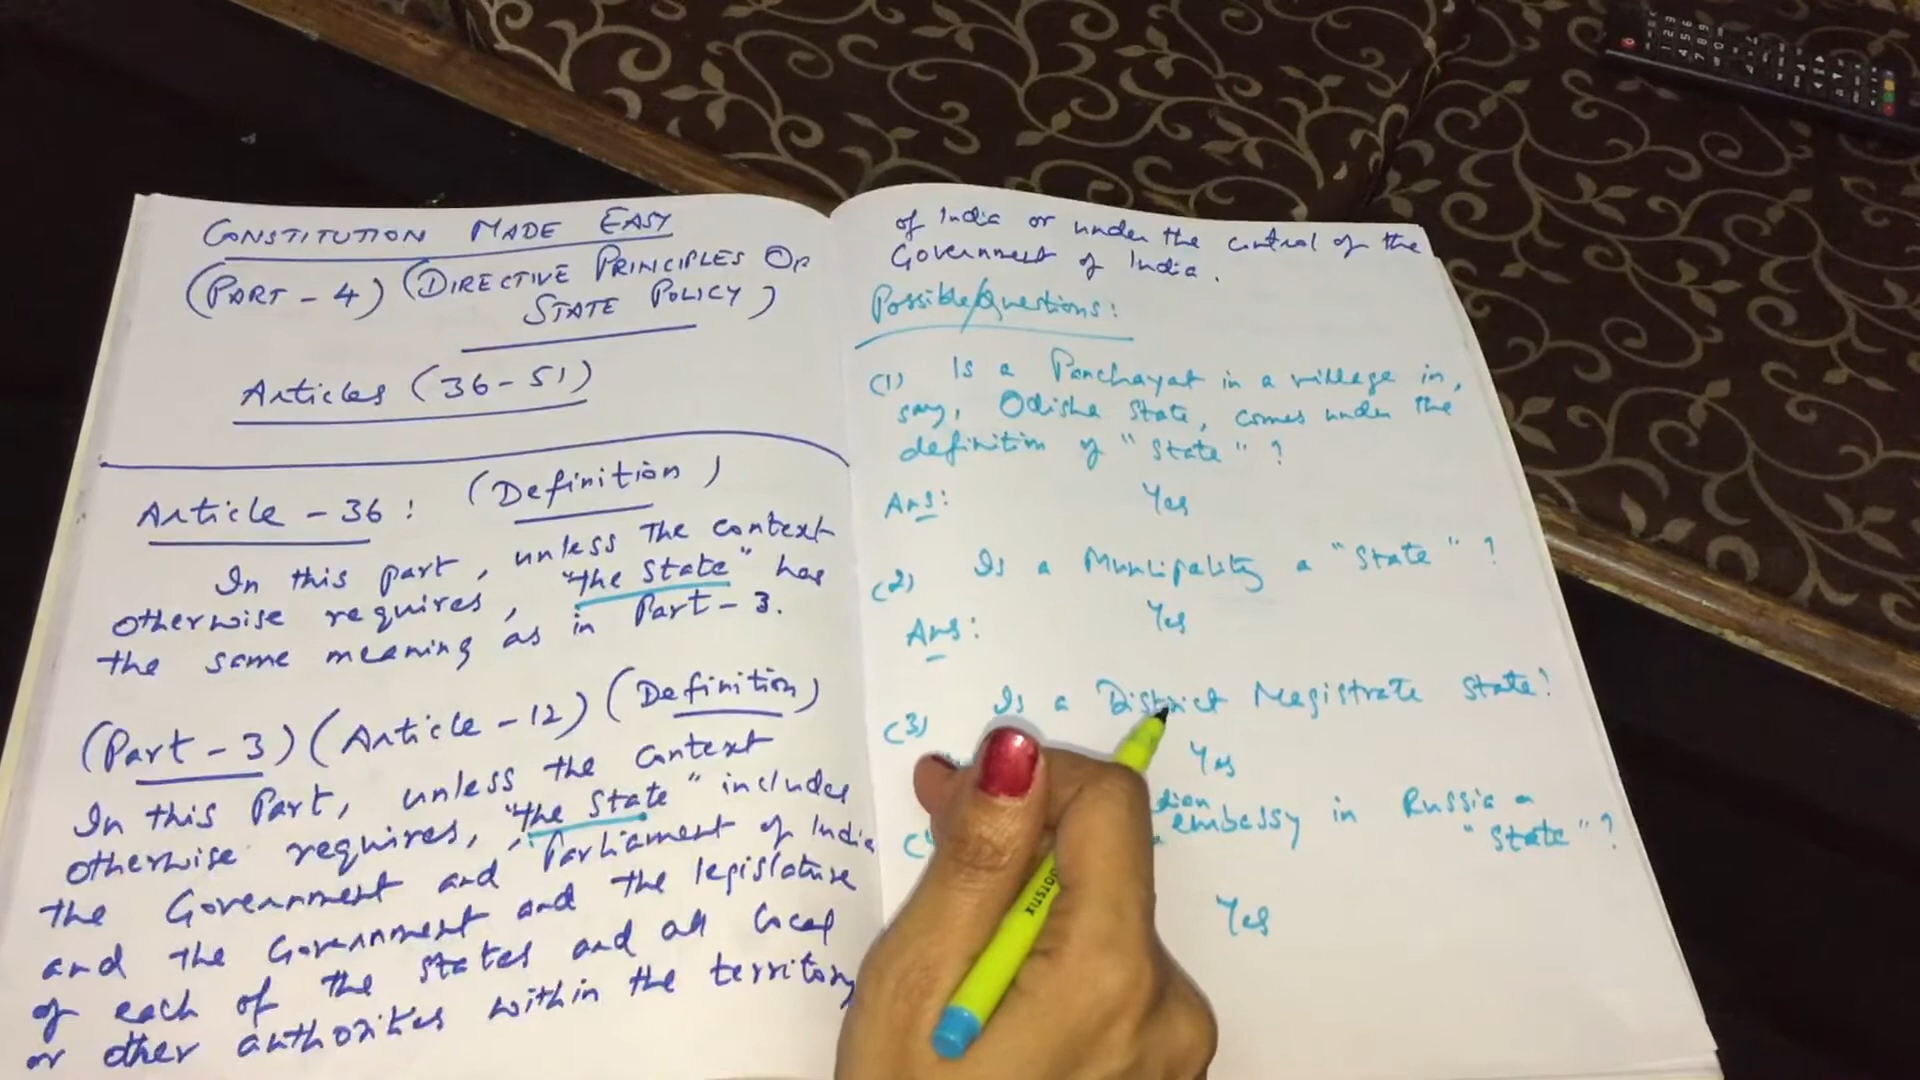 CONSTITUTION MADE EASY
(PART - 4) (DIRECTIVE PRINCIPLES OF
STATE POLICY)
Articles (36-51)
Article - 36 : (Definition)
In this part, unless the context
otherwise requires, "the State" has
the same meaning as in Part - 3.
(Part - 3) (Article - 12) (Definition)
In this Part, unless the context
otherwise requires, "the State" includes
the Government and Parliament of India
and the Government and the legislature
of each of the states and all local
or other authorities within the territory
of India or under the control of the
Government of India.
Possible Questions:
(1) Is a Panchayat in a village in,
say, Odisha State, comes under the
definition of "State" ?
Ans: Yes
(2) Is a Municipality a "State" ?
Ans: Yes
(3) Is a District Magistrate State?
Yes
dian
embassy in Russia a
"State" ?
Yes